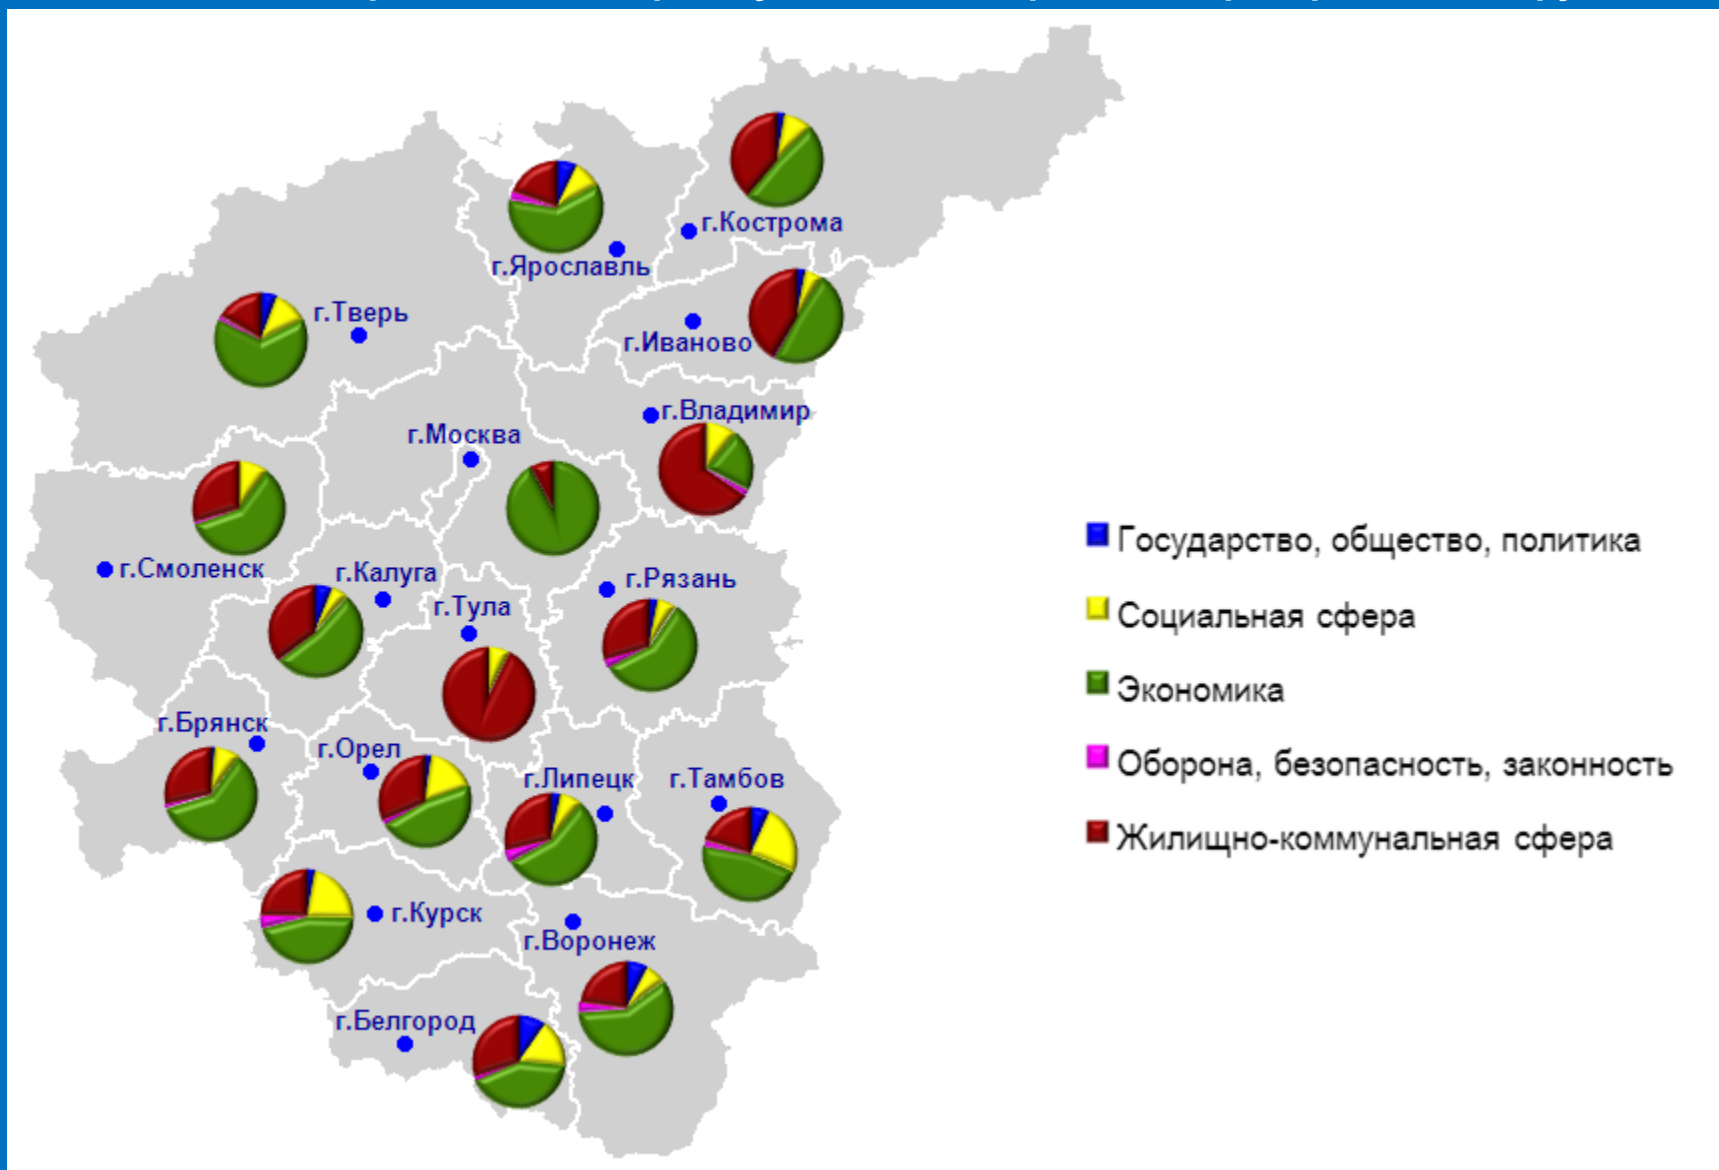 г.Кострома
г.Ярославль
г.Тверь
г.Иваново
г.Владимир
г.Москва
г.Смоленск
г.Калуга
г.Рязань
г.Тула
г.Брянск
г.Орел
г.Липецк
г.Тамбов
г.Курск
г.Воронеж
г.Белгород
Государство, общество, политика
Социальная сфера
Экономика
Оборона, безопасность, законность
Жилищно-коммунальная сфера